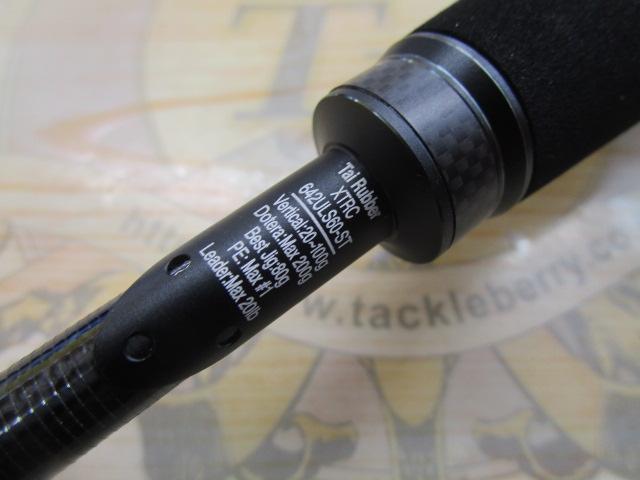 Tai Rubber
XTRC
642ULS60-ST
Vertical:20-100g
Dotera:Max 200g
Best Jig:80g
PE:Max #1
Leader:Max 20lb
www.tackleberry.co